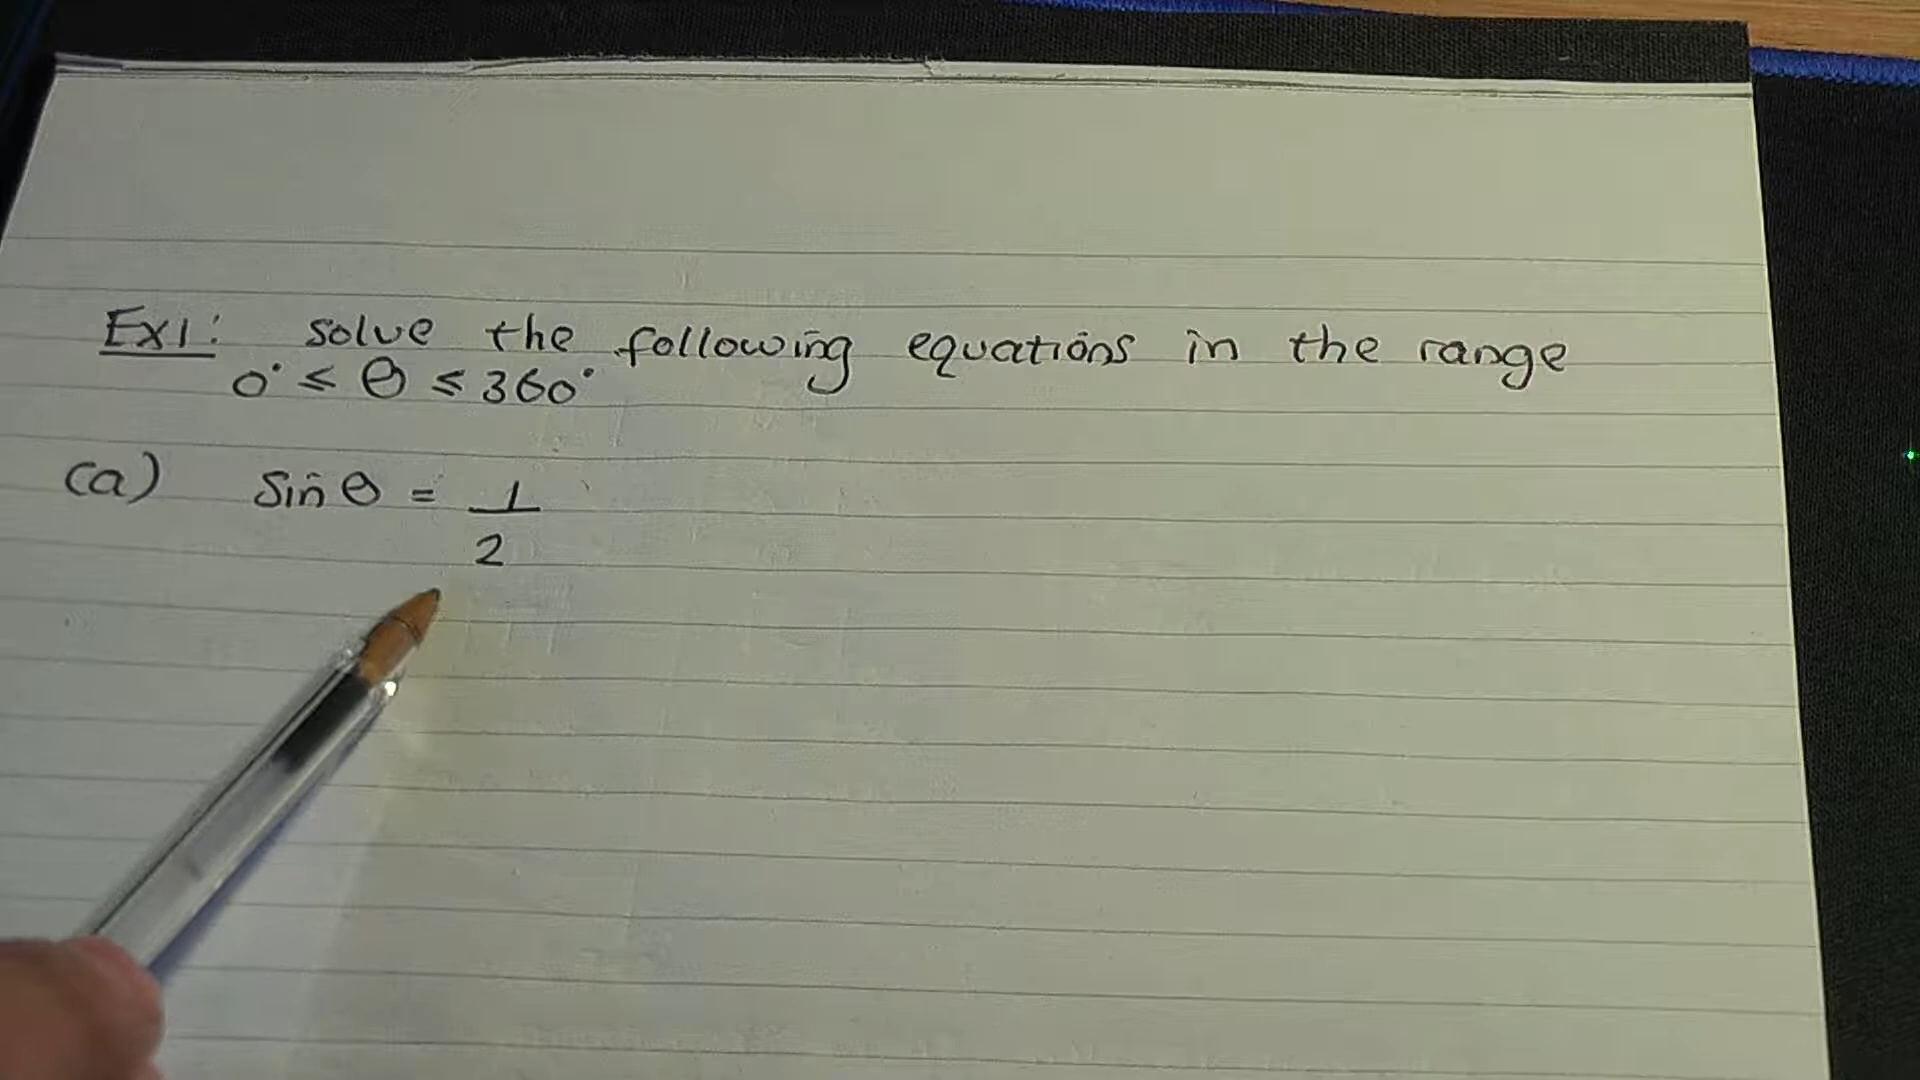 Ex1: solve the following equations in the range
0° ≤ θ ≤ 360°
(a) sin θ = 1
2